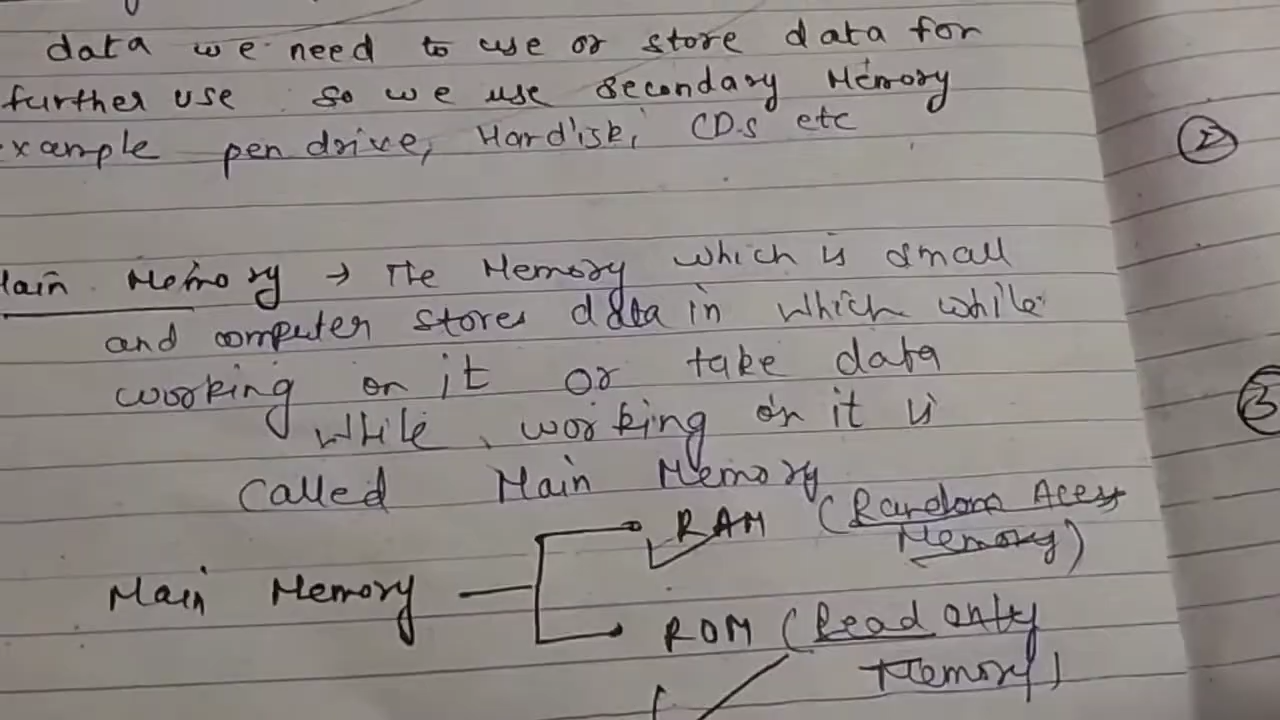 data we need to use or store data for
further use so we use secondary Memory
example pen drive, Hardisk, CDs etc
②
Main Memory → The Memory which is small
and computer stores data in which while
working on it or take data
③
while working on it is
called Main Memory
RAM (Random Acess
Memory)
Main Memory
ROM (Read only
Memory)